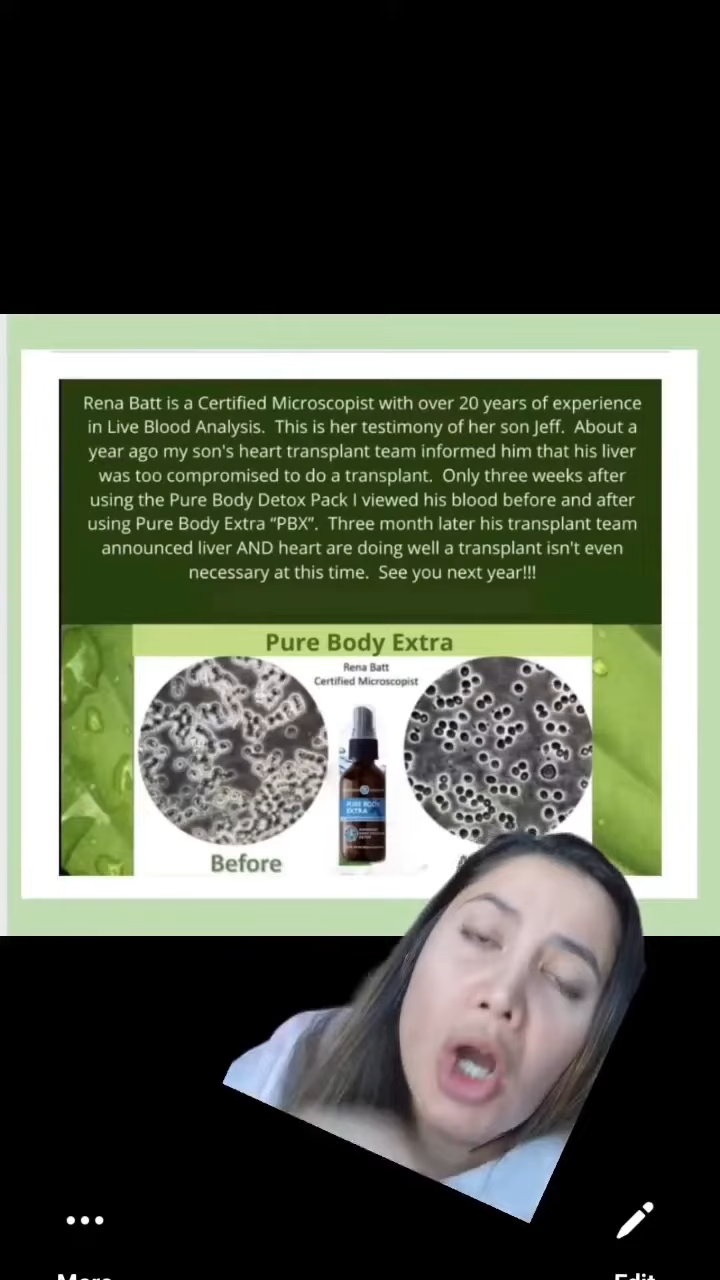 Rena Batt is a Certified Microscopist with over 20 years of experience
in Live Blood Analysis. This is her testimony of her son Jeff. About a
year ago my son's heart transplant team informed him that his liver
was too compromised to do a transplant. Only three weeks after
using the Pure Body Detox Pack I viewed his blood before and after
using Pure Body Extra “PBX”. Three month later his transplant team
announced liver AND heart are doing well a transplant isn't even
necessary at this time. See you next year!!!
Pure Body Extra
Rena Batt
Certified Microscopist
PURE BODY
EXTRA
Before
More
Edit